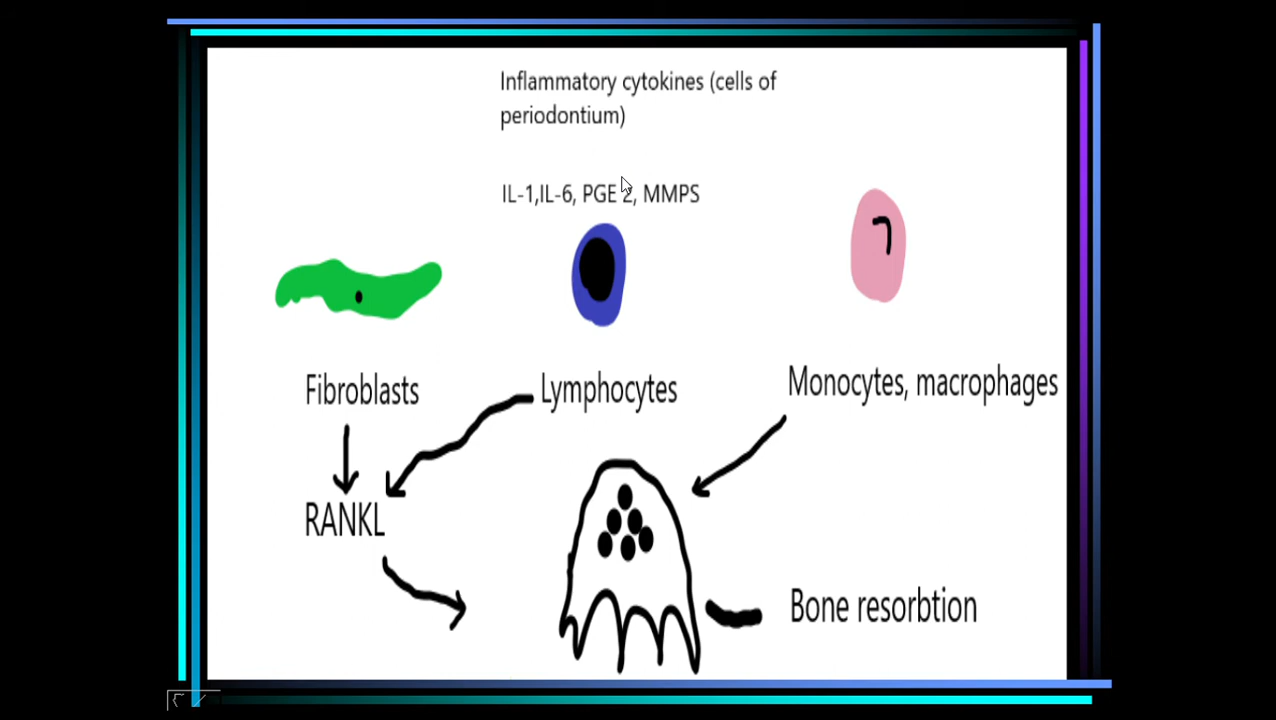 Inflammatory cytokines (cells of
periodontium)
IL-1,IL-6, PGE 2, MMPS
Fibroblasts
Lymphocytes
Monocytes, macrophages
RANKL
Bone resorbtion